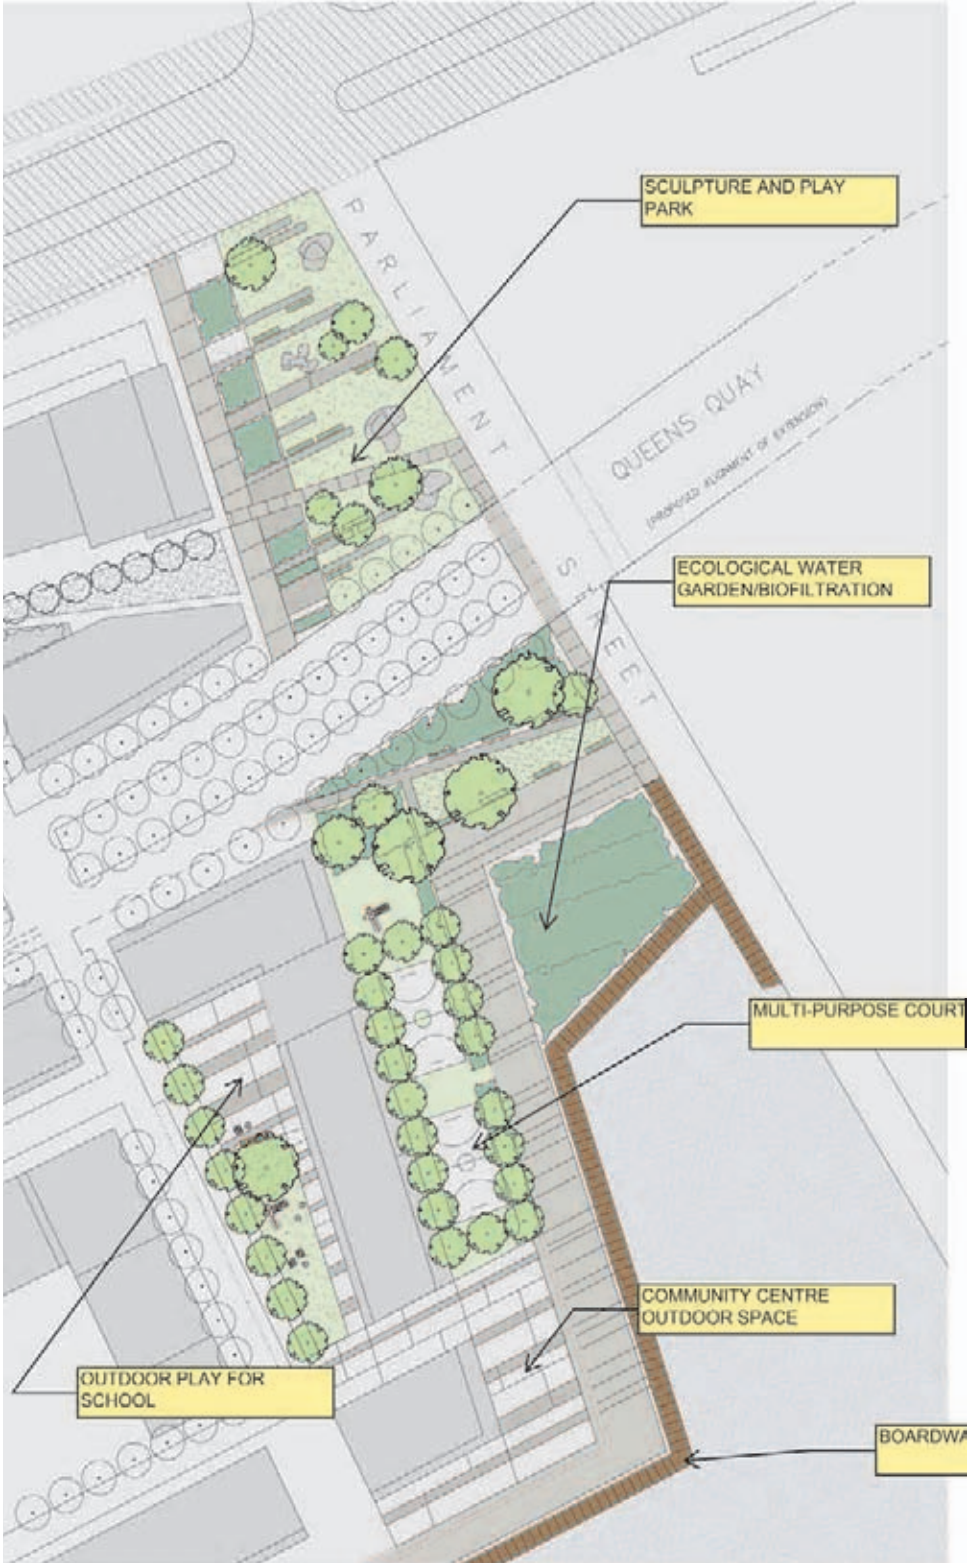 SCULPTURE AND PLAY
PARK
PARLIAMENT STREET
QUEENS QUAY
(PROPOSED ALIGNMENT OF EXTENSION)
ECOLOGICAL WATER
GARDEN/BIOFILTRATION
MULTI-PURPOSE COURT
COMMUNITY CENTRE
OUTDOOR SPACE
OUTDOOR PLAY FOR
SCHOOL
BOARDWA